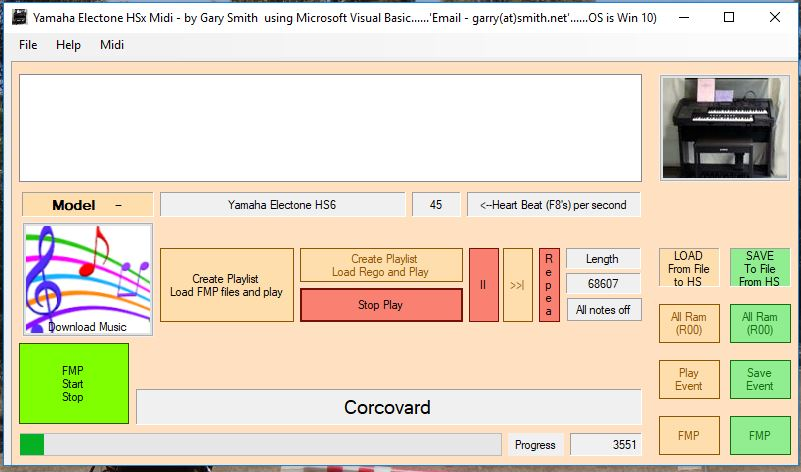 Yamaha Electone HSx Midi - by Gary Smith  using Microsoft Visual Basic......'Email - garry(at)smith.net'......OS is Win 10)
File Help Midi
Model -
Yamaha Electone HS6
45
<--Heart Beat (F8's) per second
Download Music
Create Playlist
Load FMP files and play
Create Playlist
Load Rego and Play
Stop Play
II
>>|
R
e
p
e
a
Length
68607
All notes off
LOAD
From File
to HS
SAVE
To File
From HS
All Ram
(R00)
All Ram
(R00)
Play
Event
Save
Event
FMP
FMP
FMP
Start
Stop
Corcovard
Progress
3551